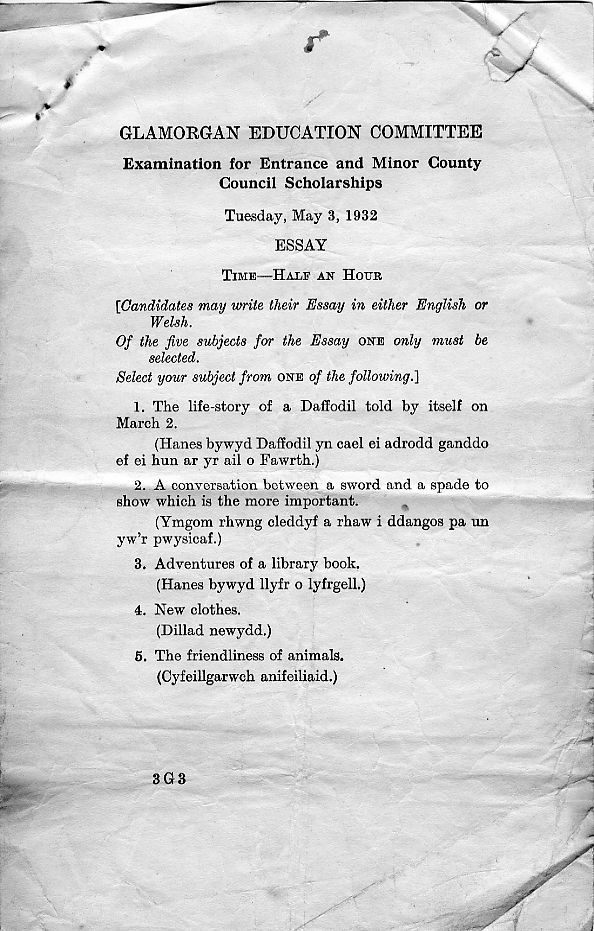 GLAMORGAN EDUCATION COMMITTEE
Examination for Entrance and Minor County
Council Scholarships
Tuesday, May 3, 1932
ESSAY
TIME—HALF AN HOUR
[Candidates may write their Essay in either English or
Welsh.
Of the five subjects for the Essay ONE only must be
selected.
Select your subject from ONE of the following.]
1. The life-story of a Daffodil told by itself on
March 2.
(Hanes bywyd Daffodil yn cael ei adrodd ganddo
ef ei hun ar yr ail o Fawrth.)
2. A conversation between a sword and a spade to
show which is the more important.
(Ymgom rhwng cleddyf a rhaw i ddangos pa un
yw'r pwysicaf.)
3. Adventures of a library book.
(Hanes bywyd llyfr o lyfrgell.)
4. New clothes.
(Dillad newydd.)
5. The friendliness of animals.
(Cyfeillgarwch anifeiliaid.)
3G3